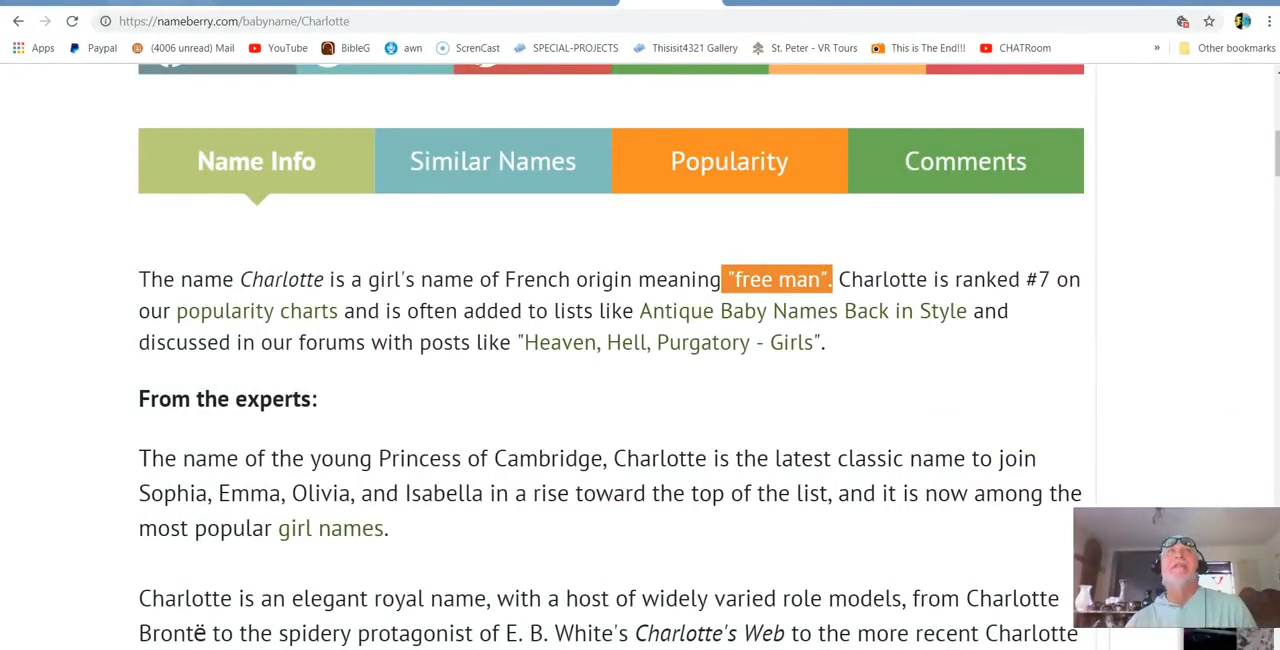 https://nameberry.com/babyname/Charlotte
Apps Paypal (4006 unread) Mail YouTube BibleG awn ScrenCast SPECIAL-PROJECTS Thisisit4321 Gallery St. Peter - VR Tours This is The End!!! CHATRoom » Other bookmarks
Name Info Similar Names Popularity Comments
The name Charlotte is a girl's name of French origin meaning "free man". Charlotte is ranked #7 on
our popularity charts and is often added to lists like Antique Baby Names Back in Style and
discussed in our forums with posts like "Heaven, Hell, Purgatory - Girls".
From the experts:
The name of the young Princess of Cambridge, Charlotte is the latest classic name to join
Sophia, Emma, Olivia, and Isabella in a rise toward the top of the list, and it is now among the
most popular girl names.
Charlotte is an elegant royal name, with a host of widely varied role models, from Charlotte
Brontë to the spidery protagonist of E. B. White's Charlotte's Web to the more recent Charlotte